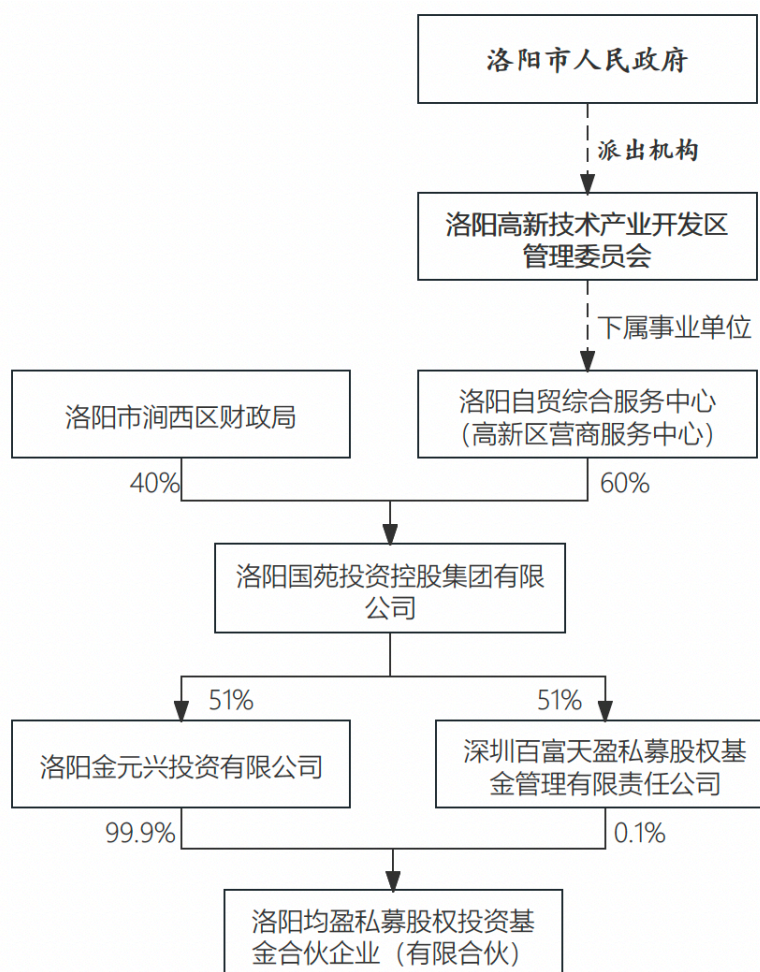 洛阳市人民政府
派出机构
洛阳高新技术产业开发区
管理委员会
下属事业单位
洛阳市涧西区财政局
洛阳自贸综合服务中心
（高新区营商服务中心）
40%
60%
洛阳国苑投资控股集团有限
公司
51%
51%
洛阳金元兴投资有限公司
深圳百富天盈私募股权基
金管理有限责任公司
99.9%
0.1%
洛阳均盈私募股权投资基
金合伙企业（有限合伙）